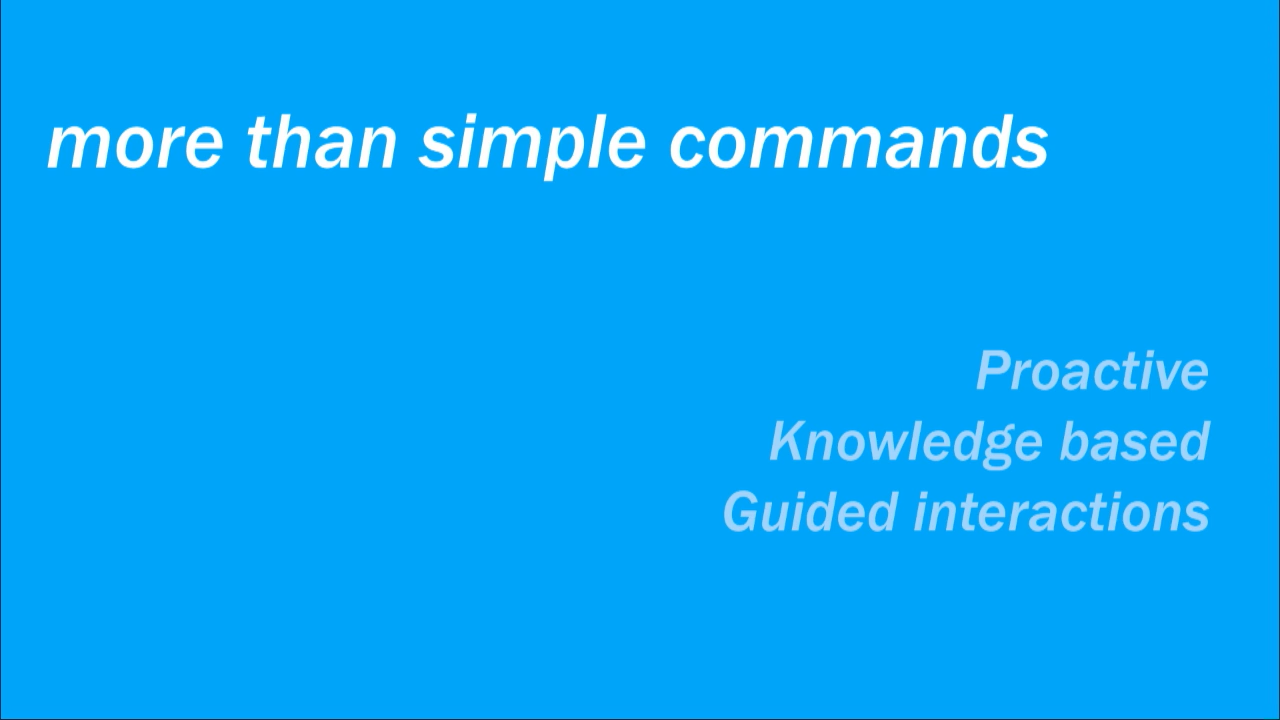 more than simple commands
Proactive
Knowledge based
Guided interactions